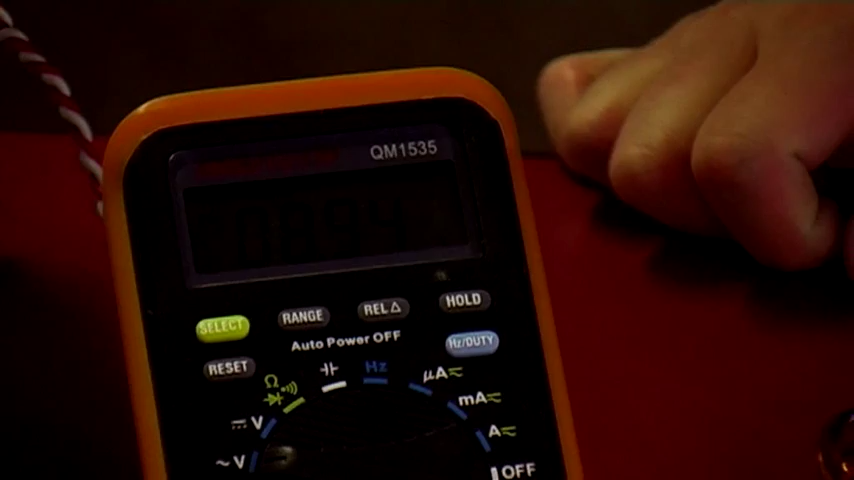 QM1535
SELECT RANGE REL△ HOLD
Auto Power OFF
RESET Hz/DUTY
Ω
Hz
μA
mA
V
A
~V
OFF